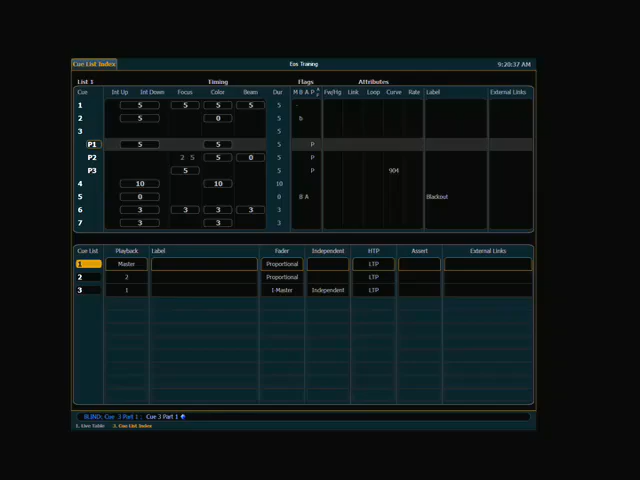 Cue List Index Eos Training 9:20:37 AM
List 1 Timing Flags Attributes
Cue Int Up Int Down Focus Color Beam Dur M B A P A F Fw/Hg Link Loop Curve Rate Label External Links
1 5 5 5 5 5 -
2 5 0 5 b
3 5
P1 5 5 5 P
P2 2 5 5 0 5 P
P3 5 5 P 904
4 10 10 10
5 0 0 B A Blackout
6 3 3 3 3 3
7 3 3 3
Cue List Playback Label Fader Independent HTP Assert External Links
1 Master Proportional LTP
2 2 Proportional LTP
3 1 I-Master Independent LTP
BLIND: Cue 3 Part 1 : Cue 3 Part 1
1. Live Table 2. Cue List Index